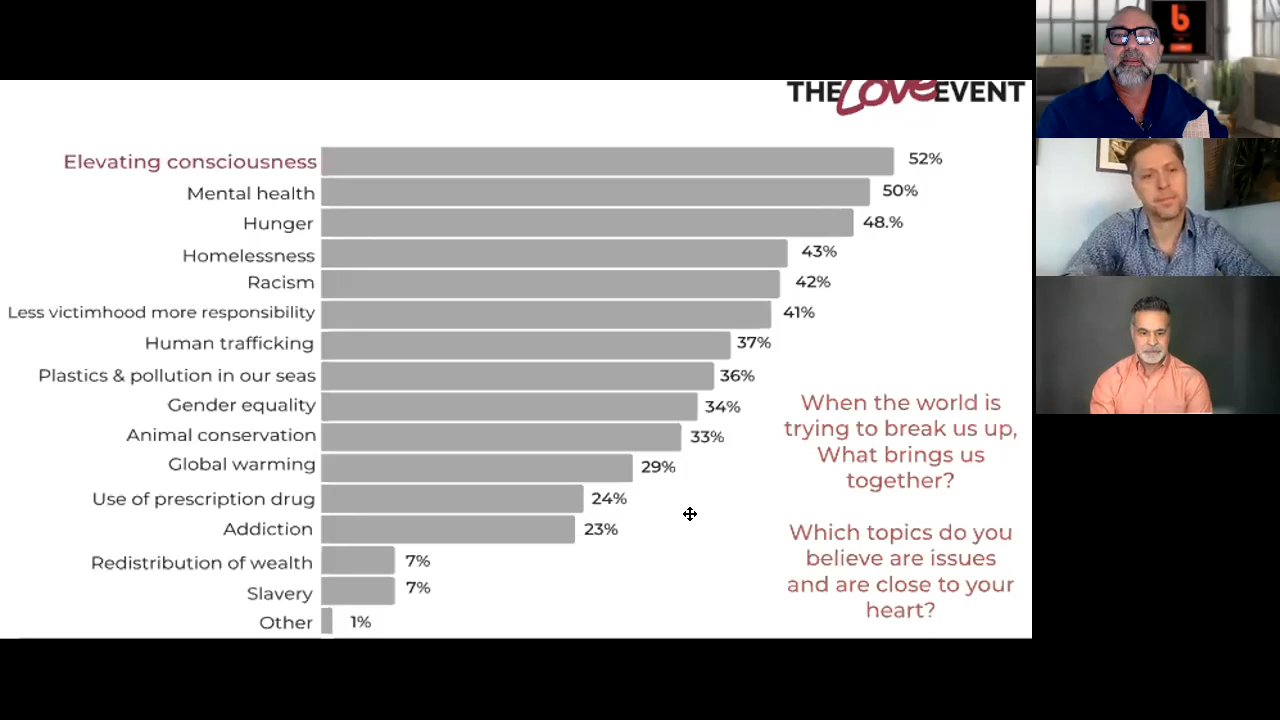 THE Love EVENT
Elevating consciousness 52%
Mental health 50%
Hunger 48.%
Homelessness 43%
Racism 42%
Less victimhood more responsibility 41%
Human trafficking 37%
Plastics & pollution in our seas 36%
Gender equality 34%
Animal conservation 33%
Global warming 29%
Use of prescription drug 24%
Addiction 23%
Redistribution of wealth 7%
Slavery 7%
Other 1%
When the world is
trying to break us up,
What brings us
together?
Which topics do you
believe are issues
and are close to your
heart?
b